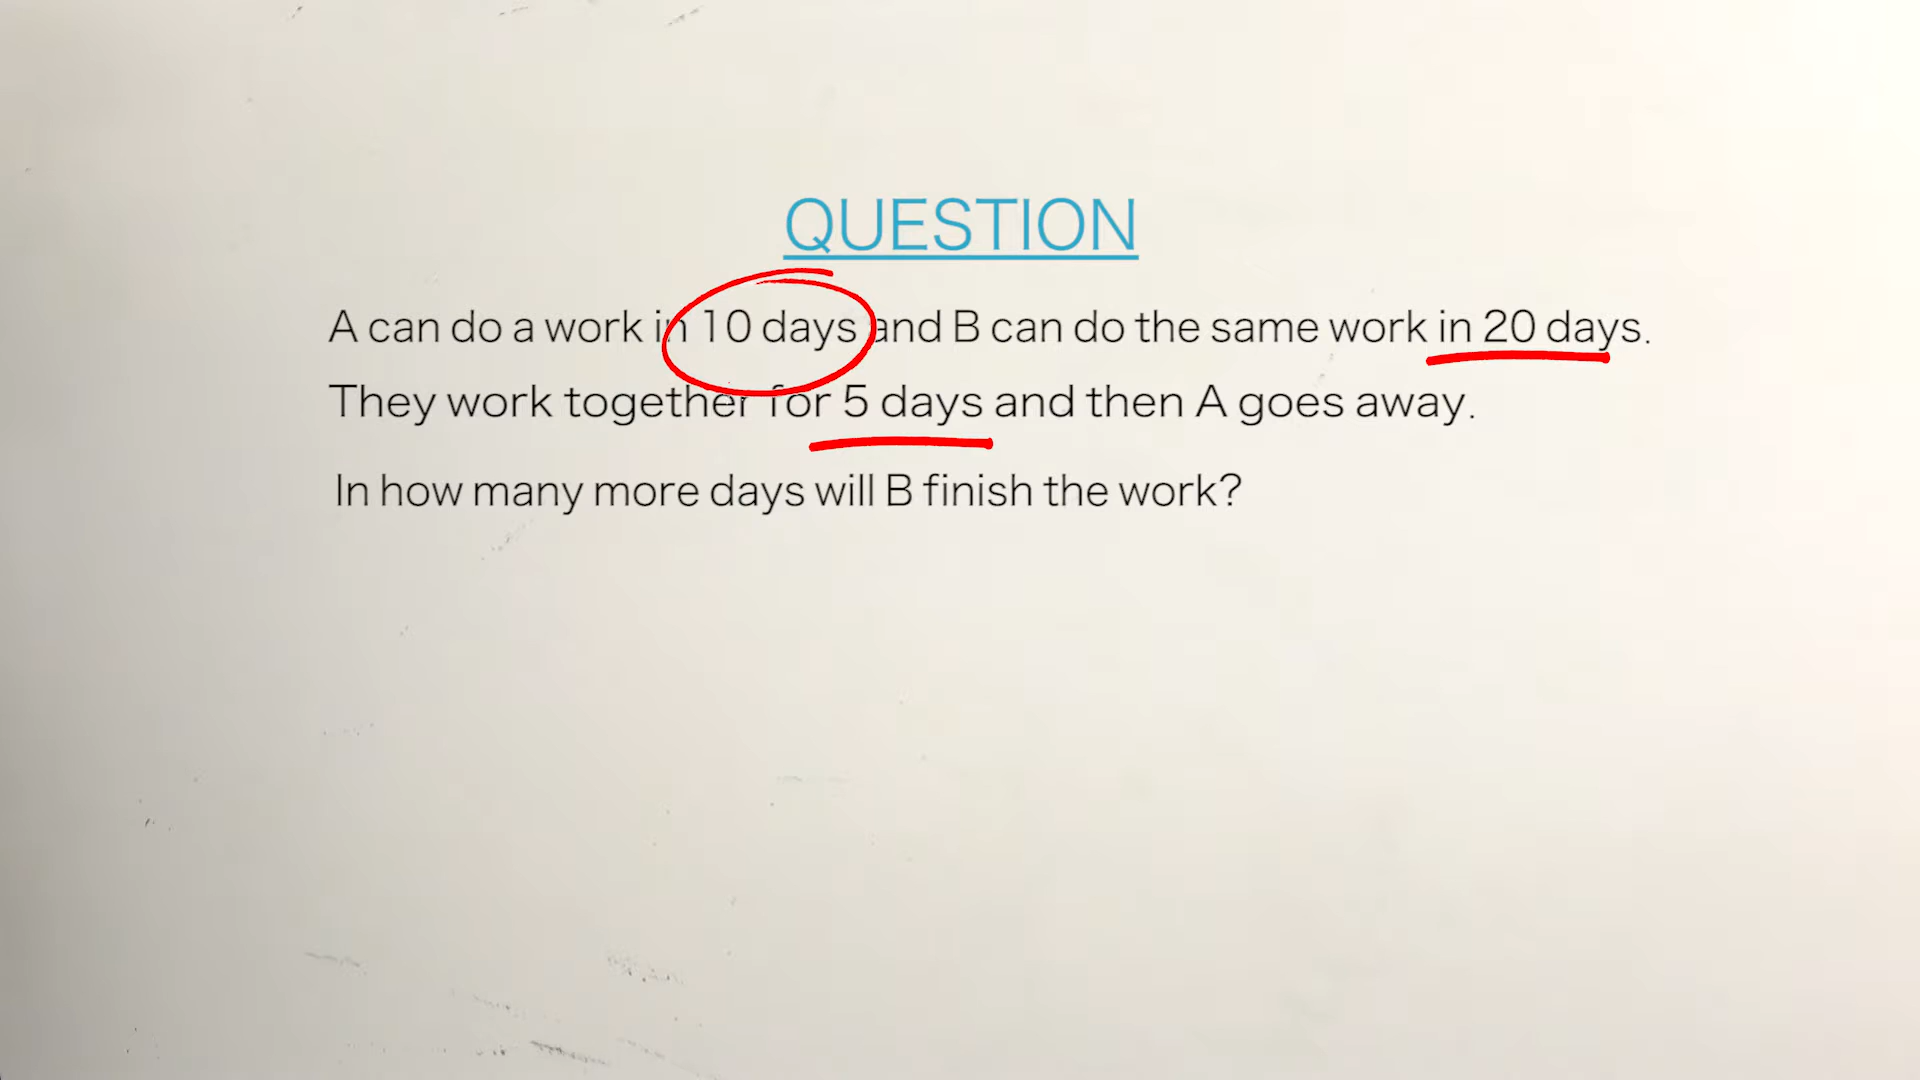 QUESTION
A can do a work in 10 days and B can do the same work in 20 days.
They work together for 5 days and then A goes away.
In how many more days will B finish the work?